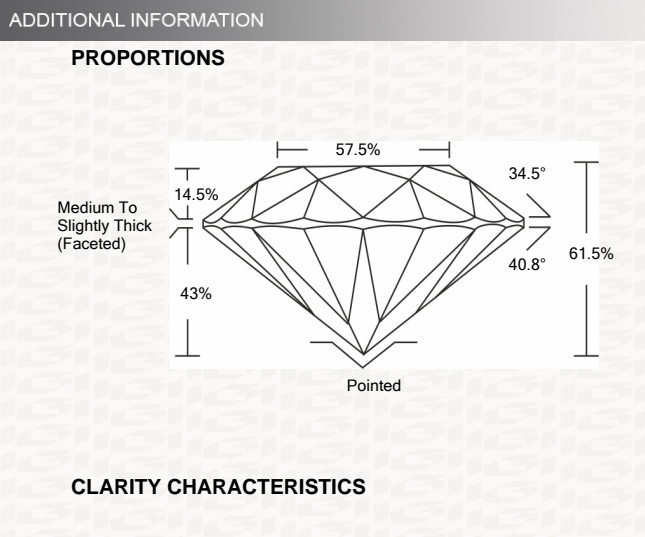 ADDITIONAL INFORMATION
PROPORTIONS
57.5%
34.5°
14.5%
Medium To
Slightly Thick
(Faceted)
61.5%
40.8°
43%
Pointed
CLARITY CHARACTERISTICS